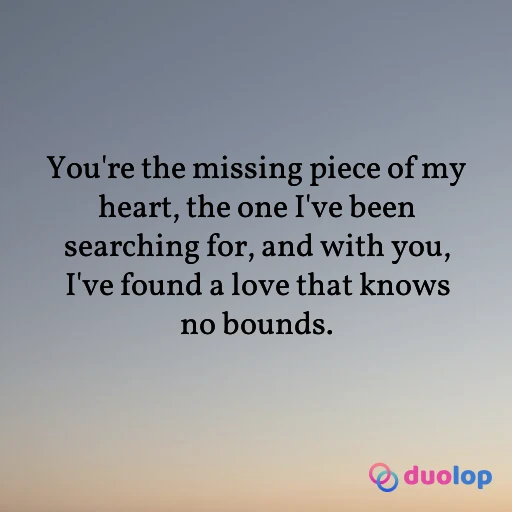 You're the missing piece of my
heart, the one I've been
searching for, and with you,
I've found a love that knows
no bounds.
duolop